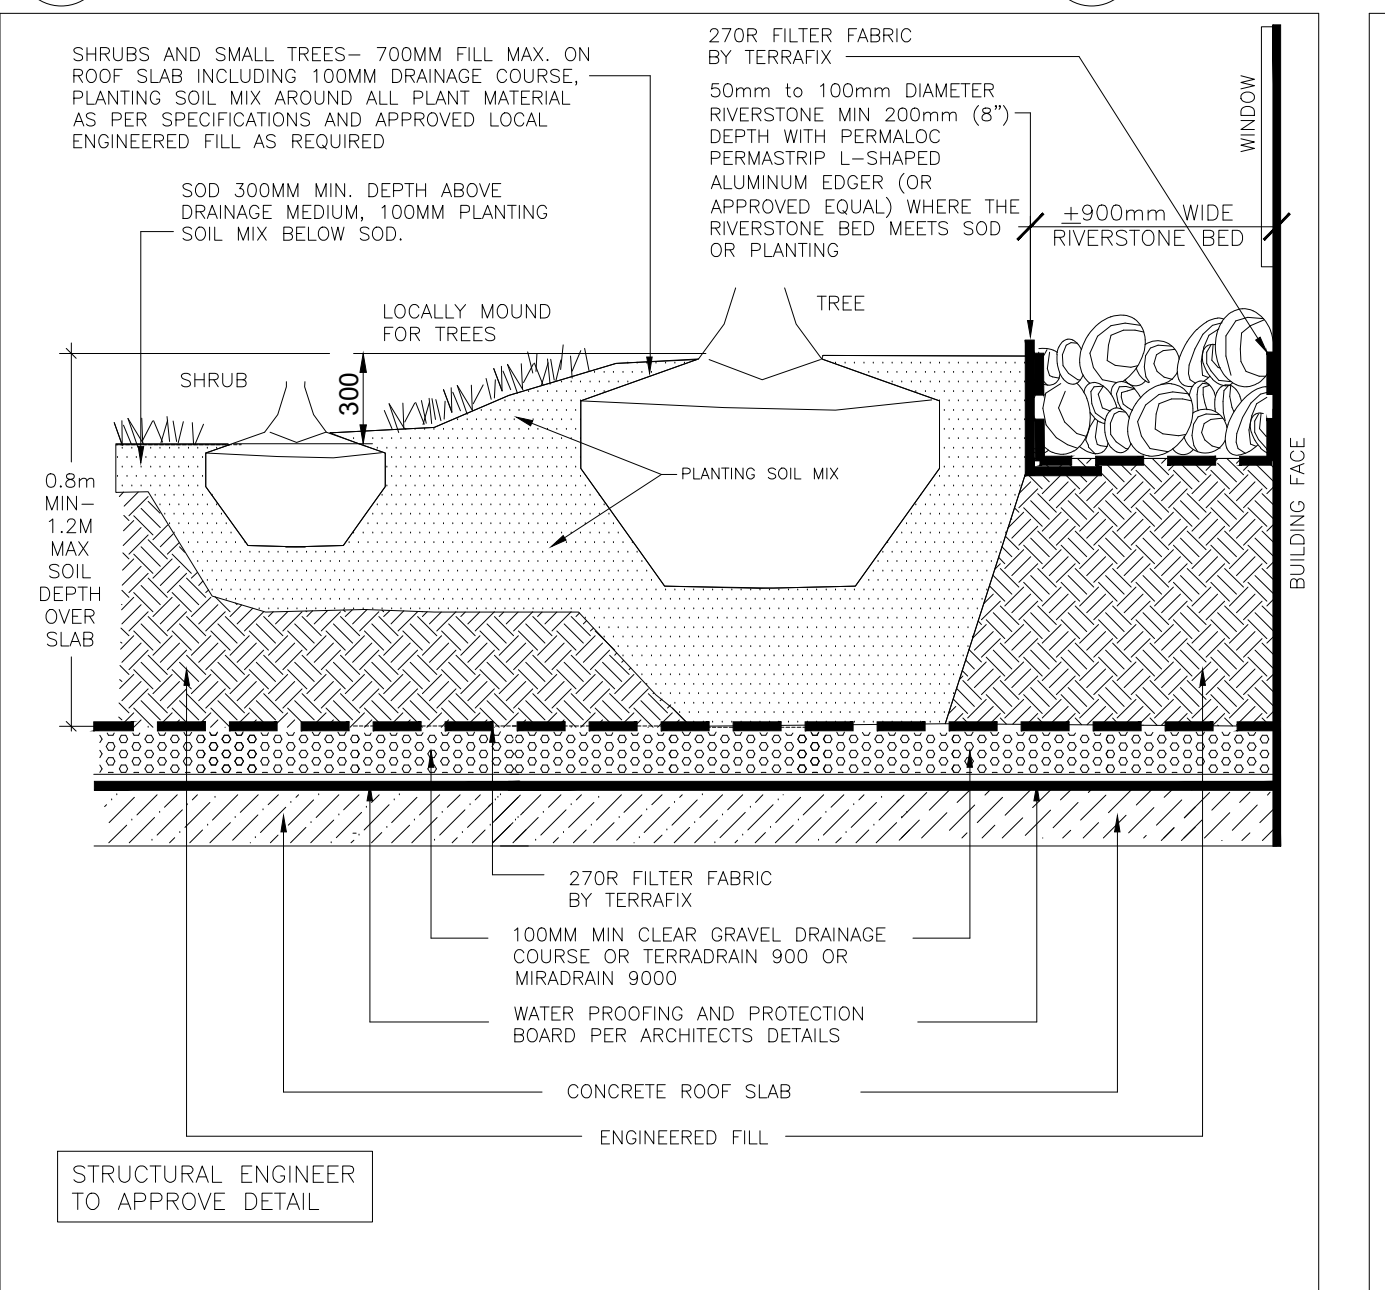 SHRUBS AND SMALL TREES– 700MM FILL MAX. ON
ROOF SLAB INCLUDING 100MM DRAINAGE COURSE,
PLANTING SOIL MIX AROUND ALL PLANT MATERIAL
AS PER SPECIFICATIONS AND APPROVED LOCAL
ENGINEERED FILL AS REQUIRED
SOD 300MM MIN. DEPTH ABOVE
DRAINAGE MEDIUM, 100MM PLANTING
SOIL MIX BELOW SOD.
270R FILTER FABRIC
BY TERRAFIX
50mm to 100mm DIAMETER
RIVERSTONE MIN 200mm (8”)
DEPTH WITH PERMALOC
PERMASTRIP L–SHAPED
ALUMINUM EDGER (OR
APPROVED EQUAL) WHERE THE
RIVERSTONE BED MEETS SOD
OR PLANTING
WINDOW
+900mm WIDE
RIVERSTONE BED
LOCALLY MOUND
FOR TREES
TREE
SHRUB
300
PLANTING SOIL MIX
0.8m
MIN–
1.2M
MAX
SOIL
DEPTH
OVER
SLAB
BUILDING FACE
270R FILTER FABRIC
BY TERRAFIX
100MM MIN CLEAR GRAVEL DRAINAGE
COURSE OR TERRADRAIN 900 OR
MIRADRAIN 9000
WATER PROOFING AND PROTECTION
BOARD PER ARCHITECTS DETAILS
CONCRETE ROOF SLAB
ENGINEERED FILL
STRUCTURAL ENGINEER
TO APPROVE DETAIL